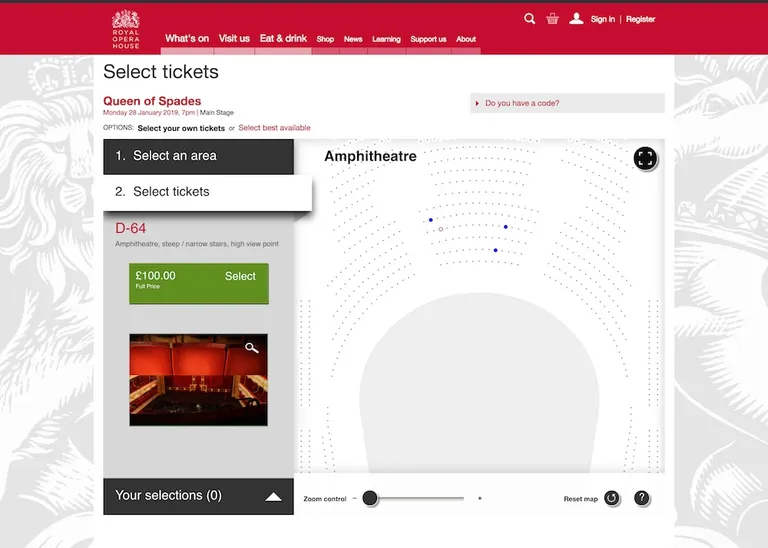 ROYAL
OPERA
HOUSE
What's on
Visit us
Eat & drink
Shop
News
Learning
Support us
About
Sign in | Register
Select tickets
Queen of Spades
Monday 28 January 2019, 7pm | Main Stage
Do you have a code?
OPTIONS: Select your own tickets or Select best available
1. Select an area
2. Select tickets
D-64
Amphitheatre, steep / narrow stairs, high view point
£100.00 Select
Full Price
Your selections (0)
Amphitheatre
Zoom control – +
Reset map
?